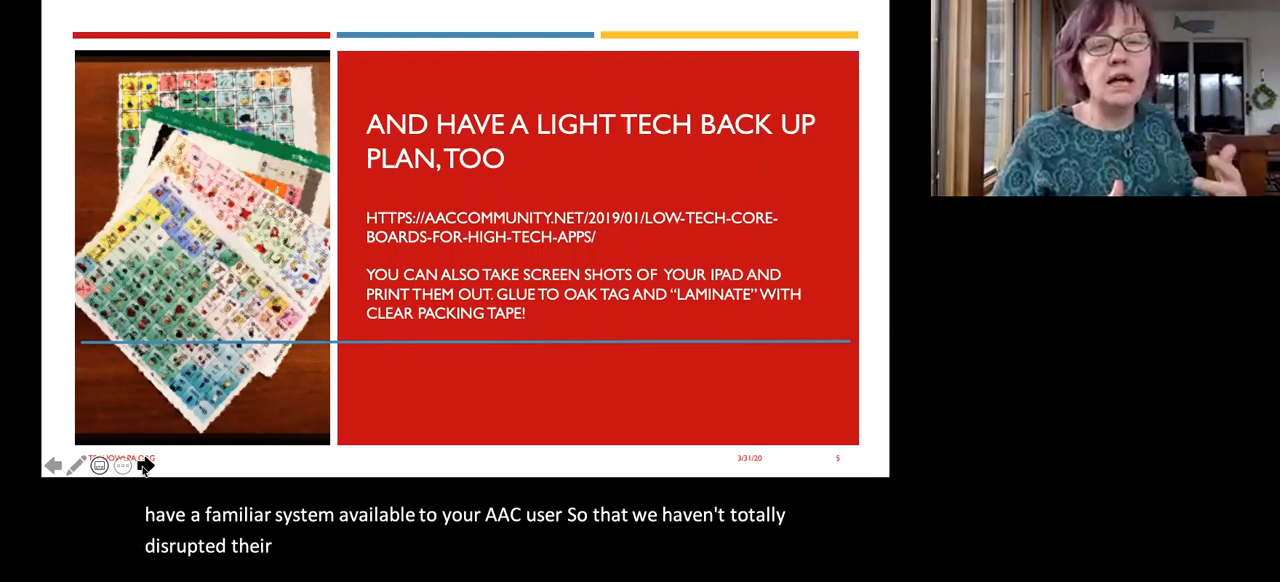 AND HAVE A LIGHT TECH BACK UP
PLAN, TOO
HTTPS://AACCOMMUNITY.NET/2019/01/LOW-TECH-CORE-
BOARDS-FOR-HIGH-TECH-APPS/
YOU CAN ALSO TAKE SCREEN SHOTS OF YOUR IPAD AND
PRINT THEM OUT. GLUE TO OAK TAG AND "LAMINATE" WITH
CLEAR PACKING TAPE!
3/31/20
5
have a familiar system available to your AAC user So that we haven't totally
disrupted their